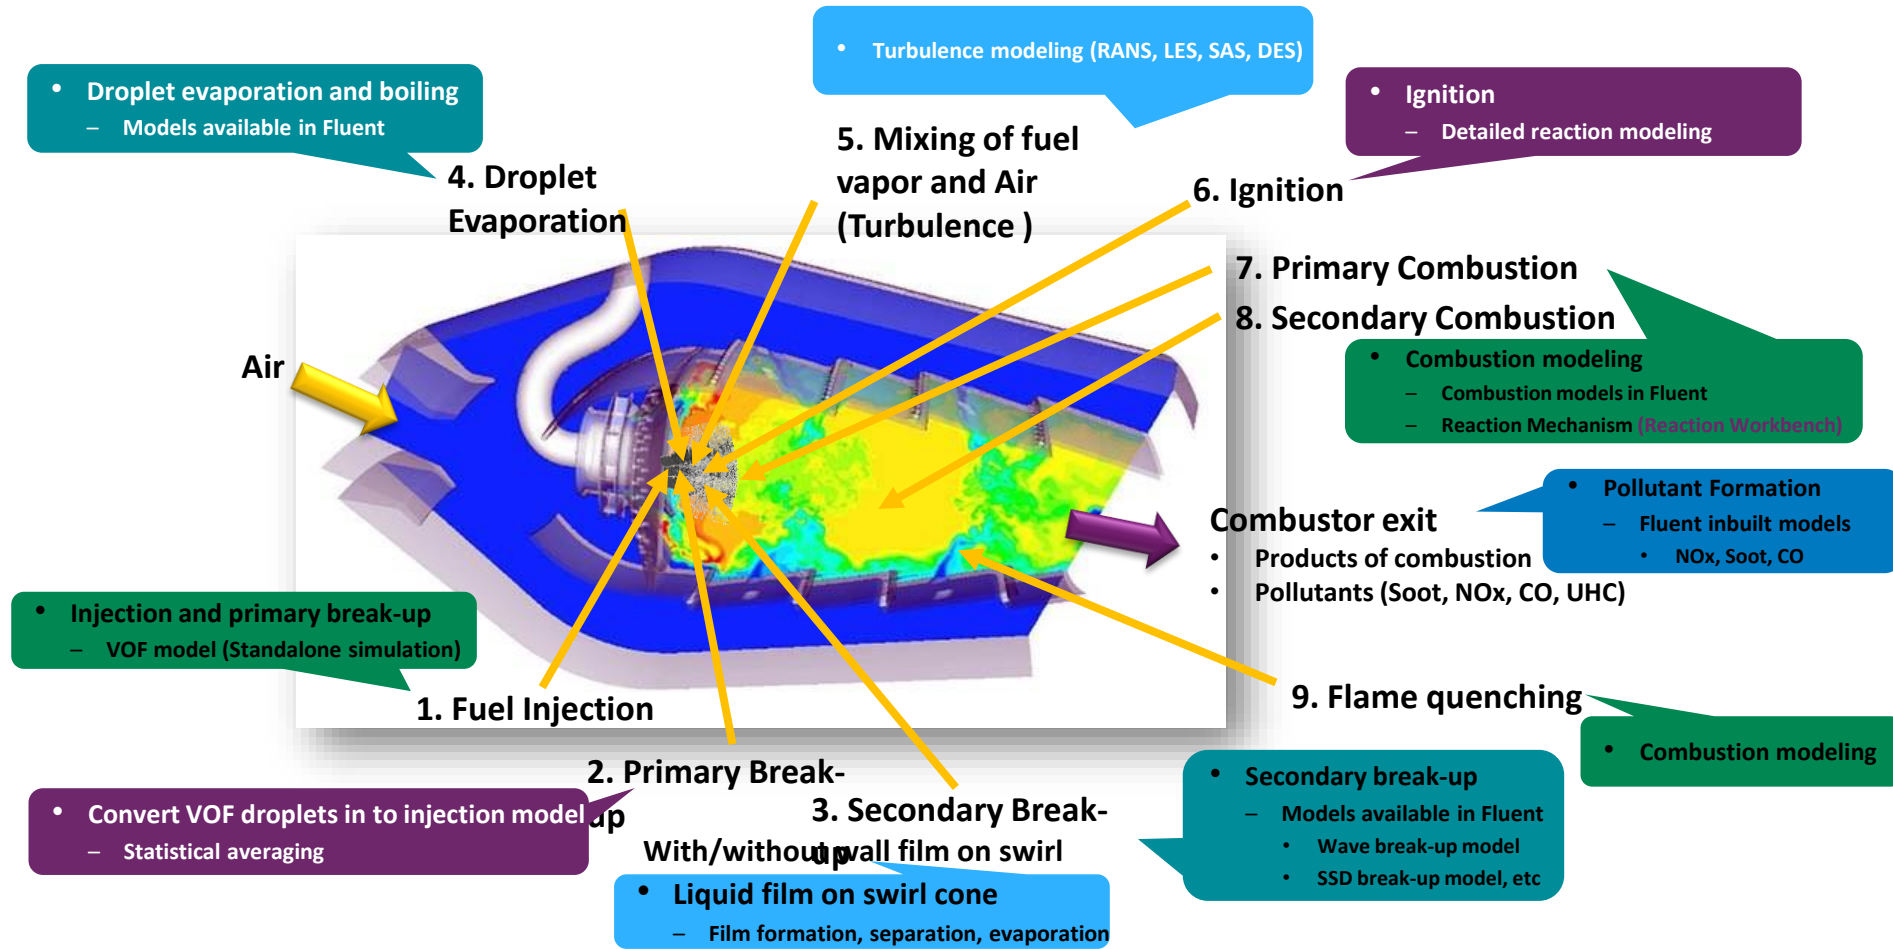 • Turbulence modeling (RANS, LES, SAS, DES)
• Droplet evaporation and boiling
– Models available in Fluent
• Ignition
– Detailed reaction modeling
4. Droplet
Evaporation
5. Mixing of fuel
vapor and Air
(Turbulence )
6. Ignition
7. Primary Combustion
8. Secondary Combustion
• Combustion modeling
– Combustion models in Fluent
– Reaction Mechanism (Reaction Workbench)
Air
• Pollutant Formation
– Fluent inbuilt models
• NOx, Soot, CO
Combustor exit
• Products of combustion
• Pollutants (Soot, NOx, CO, UHC)
• Injection and primary break-up
– VOF model (Standalone simulation)
1. Fuel Injection
9. Flame quenching
• Combustion modeling
2. Primary Break-
up
• Convert VOF droplets in to injection model
– Statistical averaging
3. Secondary Break-
up
With/without wall film on swirl
• Secondary break-up
– Models available in Fluent
• Wave break-up model
• SSD break-up model, etc
• Liquid film on swirl cone
– Film formation, separation, evaporation